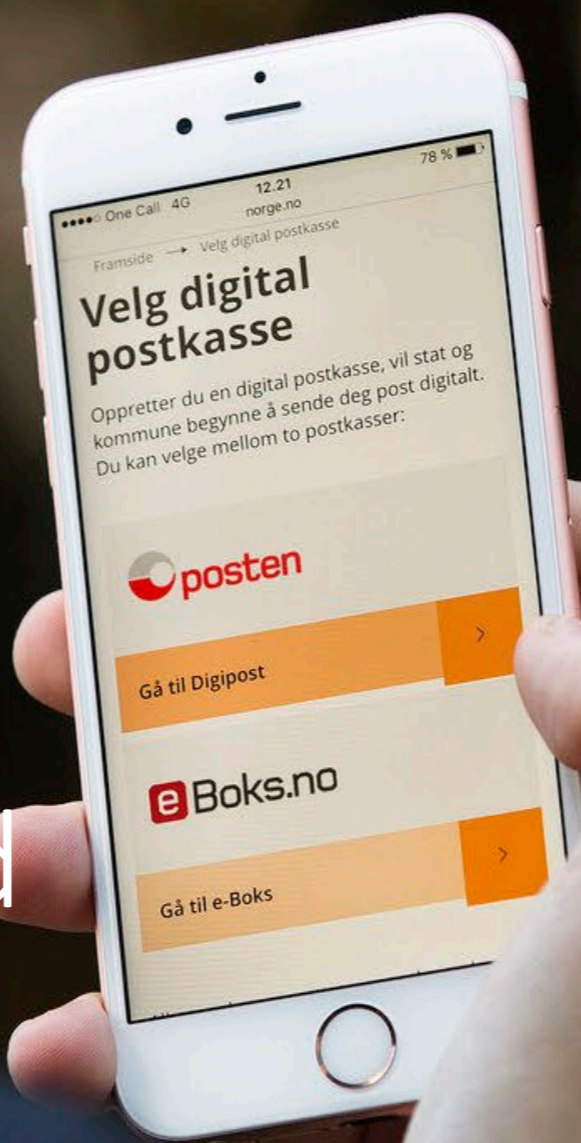 One Call 4G 12.21 78 %
norge.no
Framside → Velg digital postkasse
Velg digital
postkasse
Oppretter du en digital postkasse, vil stat og
kommune begynne å sende deg post digitalt.
Du kan velge mellom to postkasser:
posten
Gå til Digipost
e Boks.no
Gå til e-Boks
d